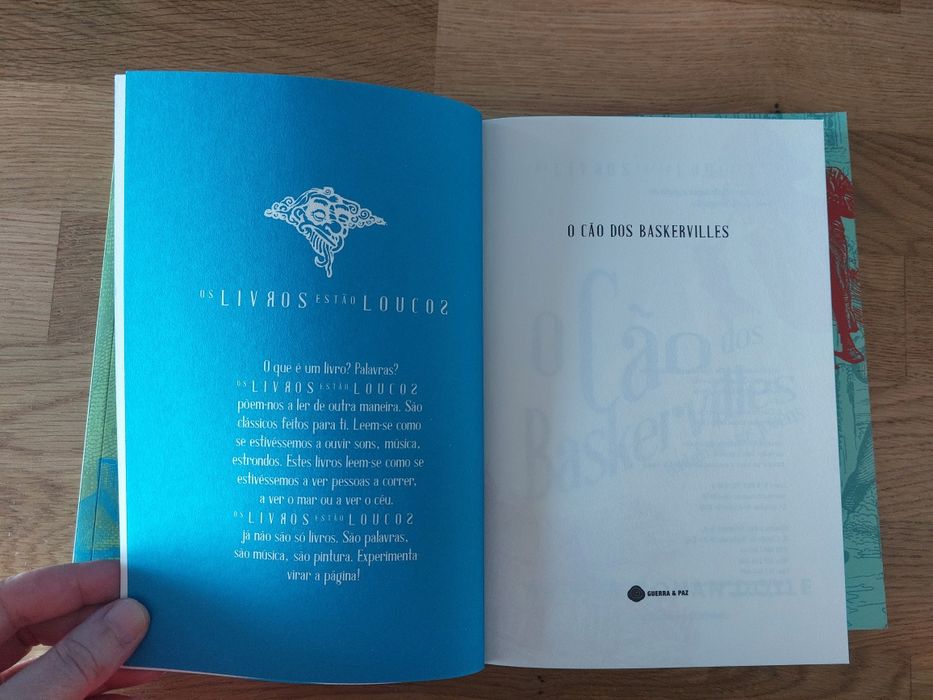 OS LIVROS ESTÃO LOUCOS
O que é um livro? Palavras?
OS LIVROS ESTÃO LOUCOS
põem-nos a ler de outra maneira. São
clássicos feitos para ti. Leem-se como
se estivéssemos a ouvir sons, música,
estrondos. Estes livros leem-se como se
estivéssemos a ver pessoas a correr,
a ver o mar ou a ver o céu.
OS LIVROS ESTÃO LOUCOS
já não são só livros. São palavras,
são música, são pintura. Experimenta
virar a página!
O CÃO DOS BASKERVILLES
O Cão dos
Baskervilles
GUERRA & PAZ